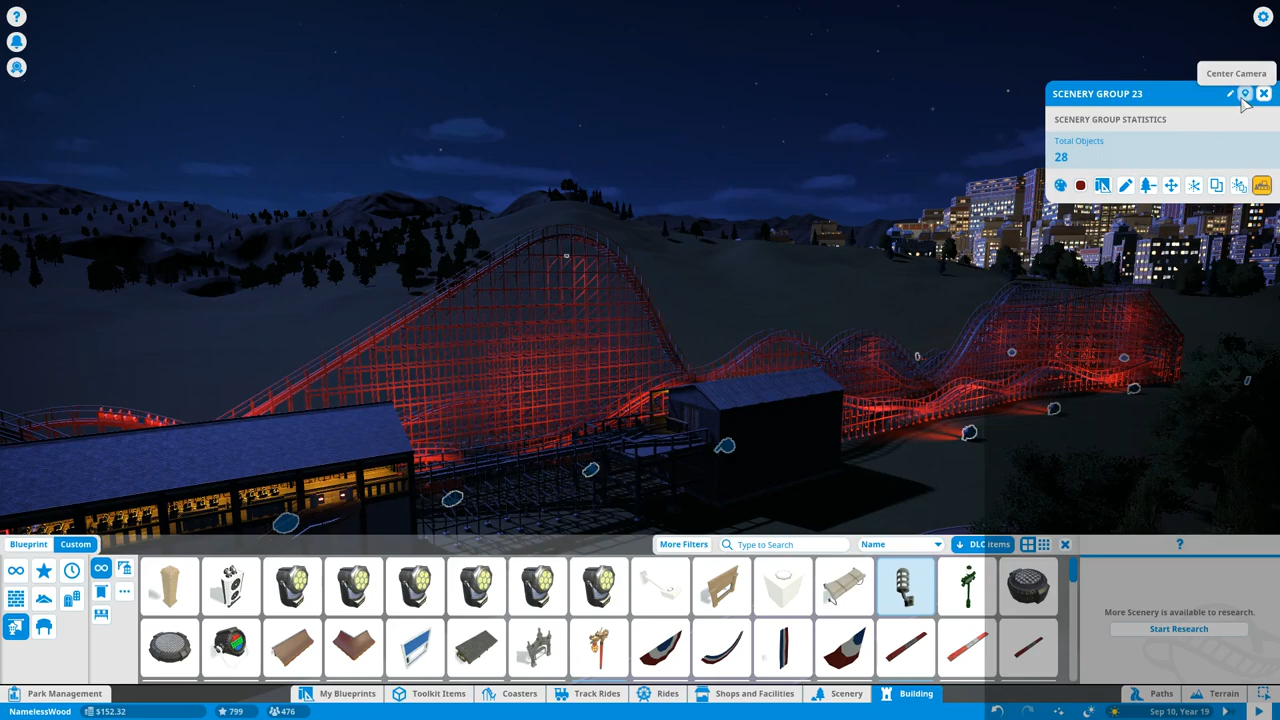 Center Camera
SCENERY GROUP 23
SCENERY GROUP STATISTICS
Total Objects
28
Blueprint Custom
More Filters Type to Search Name DLC items
More Scenery is available to research.
Start Research
Park Management My Blueprints Toolkit Items Coasters Track Rides Rides Shops and Facilities Scenery Building Paths Terrain
NamelessWood $152.32 799 476 Sep 10, Year 19